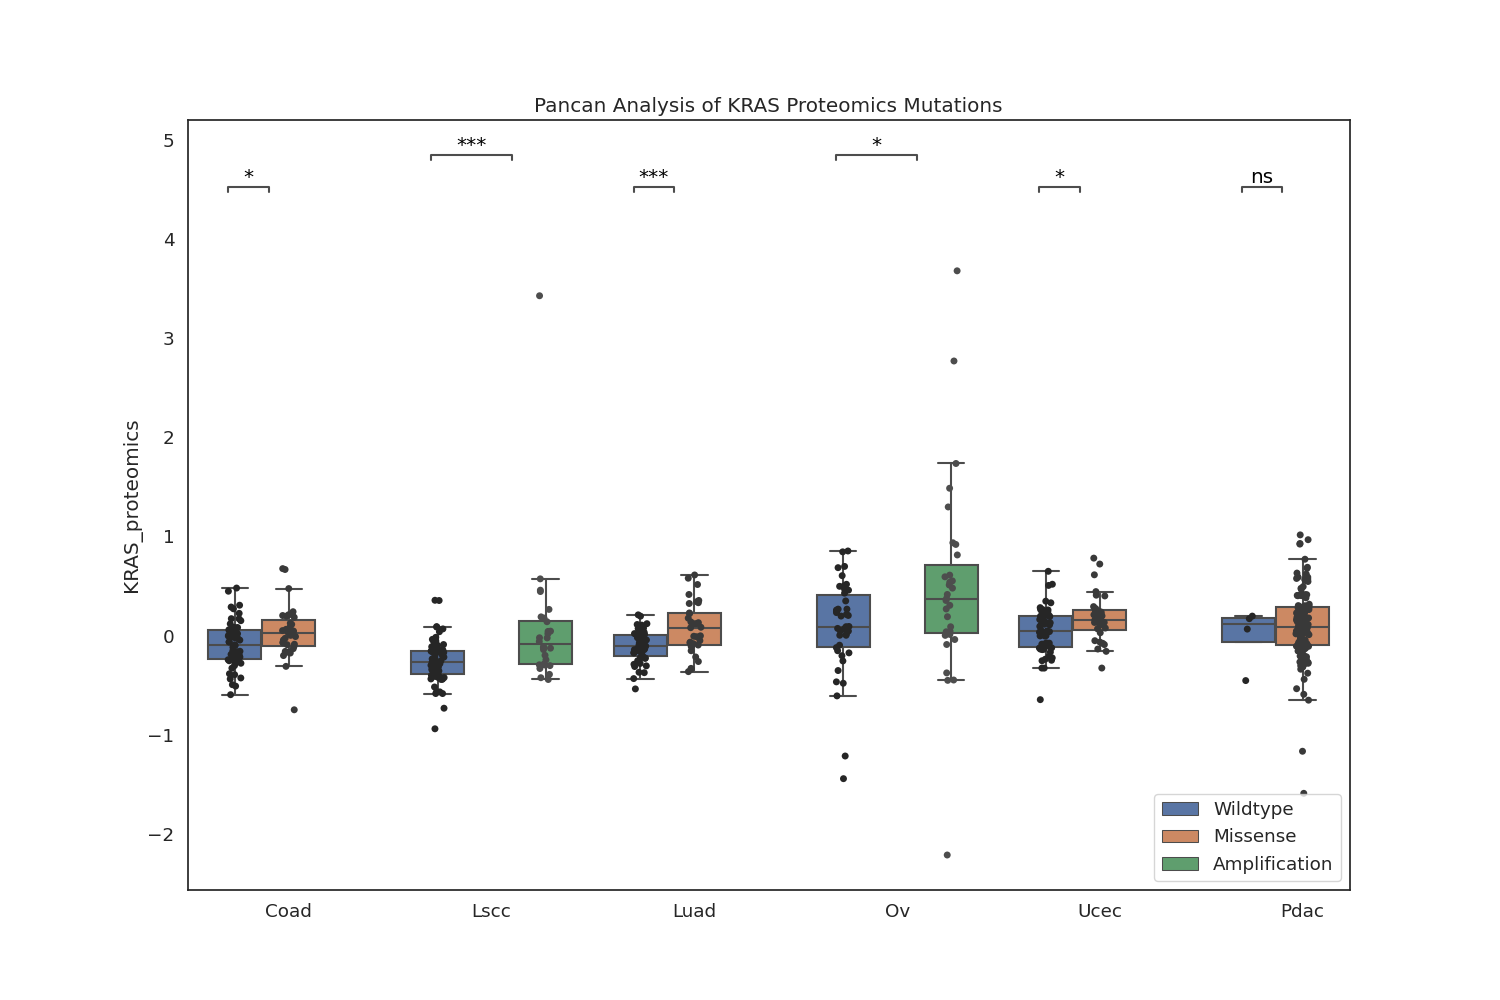 Pancan Analysis of KRAS Proteomics Mutations
KRAS_proteomics
5
4
3
2
1
0
−1
−2
*
***
***
*
*
ns
Coad
Lscc
Luad
Ov
Ucec
Pdac
Wildtype
Missense
Amplification